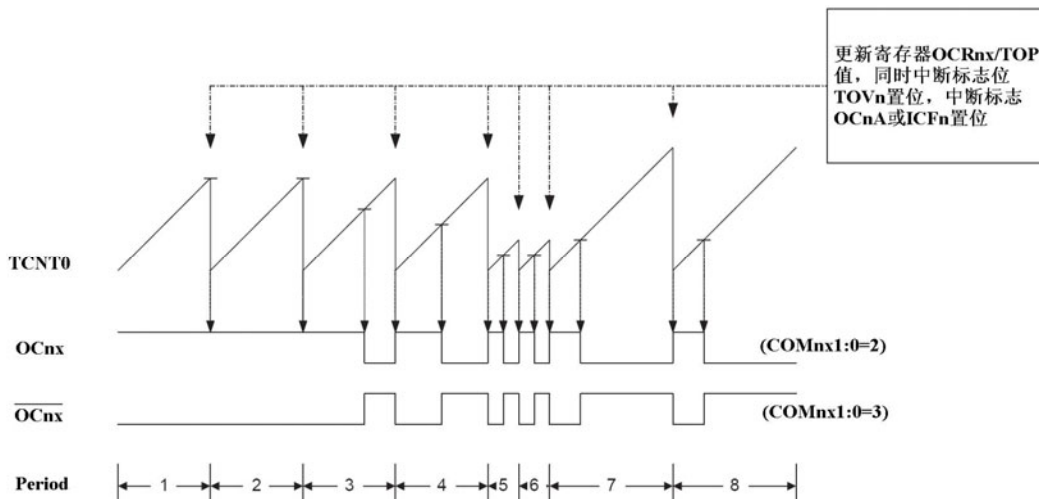 更新寄存器OCRnx/TOP
值，同时中断标志位
TOVn置位，中断标志
OCnA或ICFn置位
TCNT0
OCnx
(COMnx1:0=2)
OCnx
(COMnx1:0=3)
Period
1
2
3
4
5
6
7
8